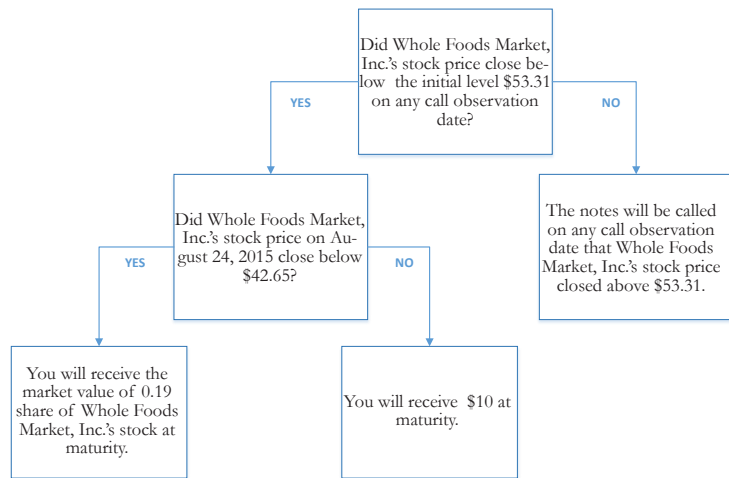 Did Whole Foods Market,
Inc.'s stock price close be-
low the initial level $53.31
on any call observation
date?
YES
NO
Did Whole Foods Market,
Inc.'s stock price on Au-
gust 24, 2015 close below
$42.65?
The notes will be called
on any call observation
date that Whole Foods
Market, Inc.'s stock price
closed above $53.31.
YES
NO
You will receive the
market value of 0.19
share of Whole Foods
Market, Inc.'s stock at
maturity.
You will receive $10 at
maturity.